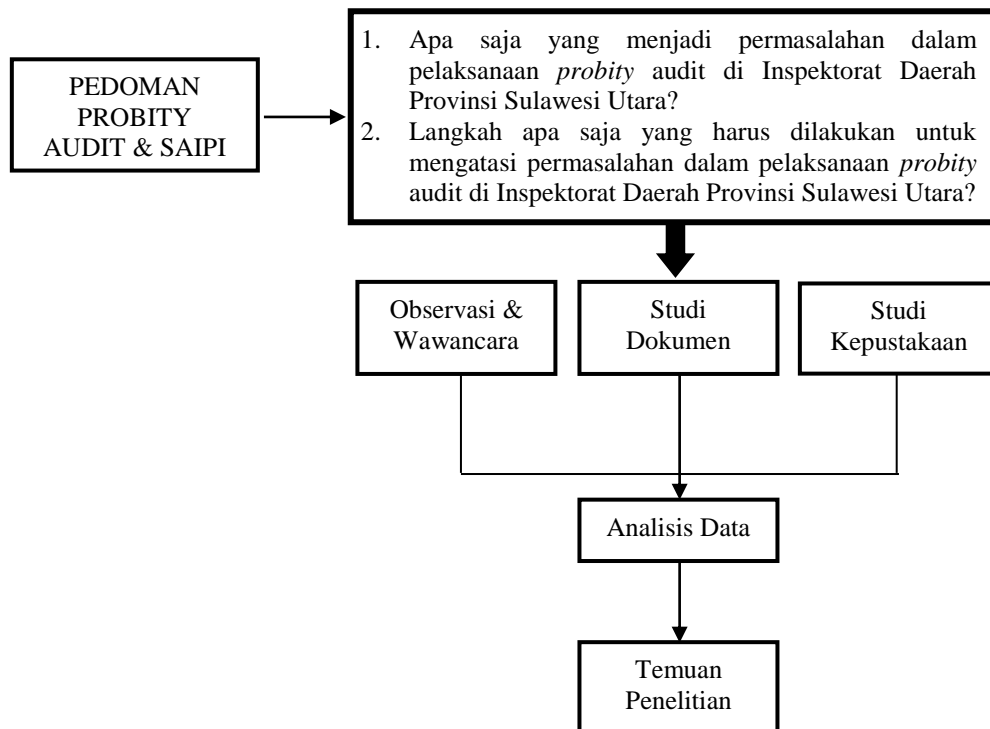 PEDOMAN
PROBITY
AUDIT & SAIPI
1. Apa saja yang menjadi permasalahan dalam
pelaksanaan probity audit di Inspektorat Daerah
Provinsi Sulawesi Utara?
2. Langkah apa saja yang harus dilakukan untuk
mengatasi permasalahan dalam pelaksanaan probity
audit di Inspektorat Daerah Provinsi Sulawesi Utara?
Observasi &
Wawancara
Studi
Dokumen
Studi
Kepustakaan
Analisis Data
Temuan
Penelitian